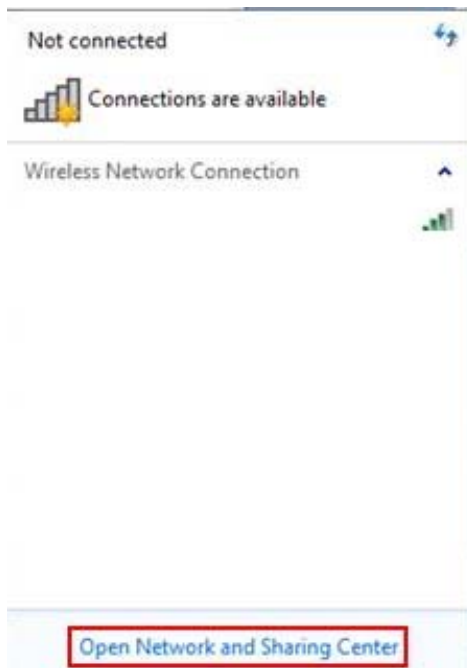 Not connected
Connections are available
Wireless Network Connection
Open Network and Sharing Center